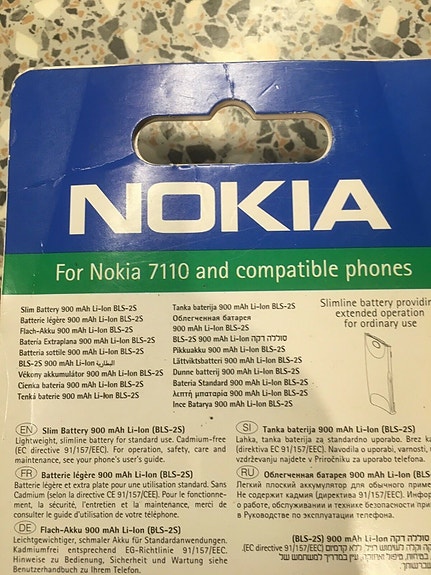 NOKIA
For Nokia 7110 and compatible phones
Slim Battery 900 mAh Li-Ion BLS-2S
Batterie légère 900 mAh Li-Ion BLS-2S
Flach-Akku 900 mAh Li-Ion BLS-2S
Bateria Extraplana 900 mAh Li-Ion BLS-2S
Batteria sottile 900 mAh Li-Ion BLS-2S
BLS-2S 900 mAh Li-Ion البطارية
Vékony akkumulátor 900 mAh Li-Ion BLS-2S
Cienka bateria 900 mAh Li-Ion BLS-2S
Tenká baterie 900 mAh Li-Ion BLS-2S
Tanka baterija 900 mAh Li-Ion BLS-2S
Облегченная батарея
900 mAh Li-Ion BLS-2S
BLS-2S 900 mAh Li-Ion סוללה דקה
Pikkuakku 900 mAh Li-Ion BLS-2S
Lättviktsbatteri 900 mAh Li-Ion BLS-2S
Dunne batterij 900 mAh Li-Ion BLS-2S
Bateria Standard 900 mAh Li-Ion BLS-2S
λεπτή μπαταρία 900 mAh Li-Ion BLS-2S
Ince Batarya 900 mAh Li-Ion BLS-2S
Slimline battery providin
extended operation
for ordinary use
EN Slim Battery 900 mAh Li-Ion (BLS-2S)
Lightweight, slimline battery for standard use. Cadmium-free
(EC directive 91/157/EEC). For operation, safety, care and
maintenance, see your phone's user's guide.
FR Batterie légère 900 mAh Li-Ion (BLS-2S)
Batterie légère et extra plate pour une utilisation standard. Sans
Cadmium (selon la directive CE 91/157/CEE). Pour le fonctionne-
ment, la sécurité, l'entretien et la maintenance, merci de
consulter le guide d'utilisation de votre téléphone.
DE Flach-Akku 900 mAh Li-Ion (BLS-2S)
Leichtgewichtiger, schmaler Akku für Standardanwendungen.
Kadmiumfrei entsprechend EG-Richtlinie 91/157/EEC.
Hinweise zu Bedienung, Sicherheit und Wartung siehe
Benutzerhandbuch zu Ihrem Telefon.
SI Tanka baterija 900 mAh Li-Ion (BLS-2S)
Lahka, tanka baterija za standardno uporabo. Brez ka
(direktiva EC 91/157/EEC). Navodila o uporabi, varnosti,
vzdrževanju najdete v Priročniku za uporabo telefona.
RU Облегченная батарея 900 mAh Li-Ion (BLS-2S)
Легкий плоский аккумулятор для обычного приме
Не содержит кадмия (директива 91/157/EEC). Инфор
о работе, обслуживании и технике безопасности
в Руководстве по эксплуатации телефона.
(BLS-2S) 900 mAh Li-Ion סוללה דקה
(EC directive 91/157/EEC)